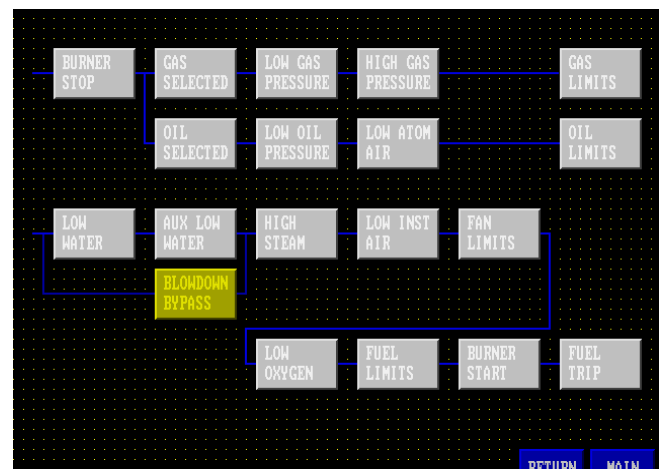 BURNER
STOP
GAS
SELECTED
LOW GAS
PRESSURE
HIGH GAS
PRESSURE
GAS
LIMITS
OIL
SELECTED
LOW OIL
PRESSURE
LOW ATOM
AIR
OIL
LIMITS
LOW
WATER
AUX LOW
WATER
HIGH
STEAM
LOW INST
AIR
FAN
LIMITS
BLOWDOWN
BYPASS
LOW
OXYGEN
FUEL
LIMITS
BURNER
START
FUEL
TRIP
RETURN
MAIN